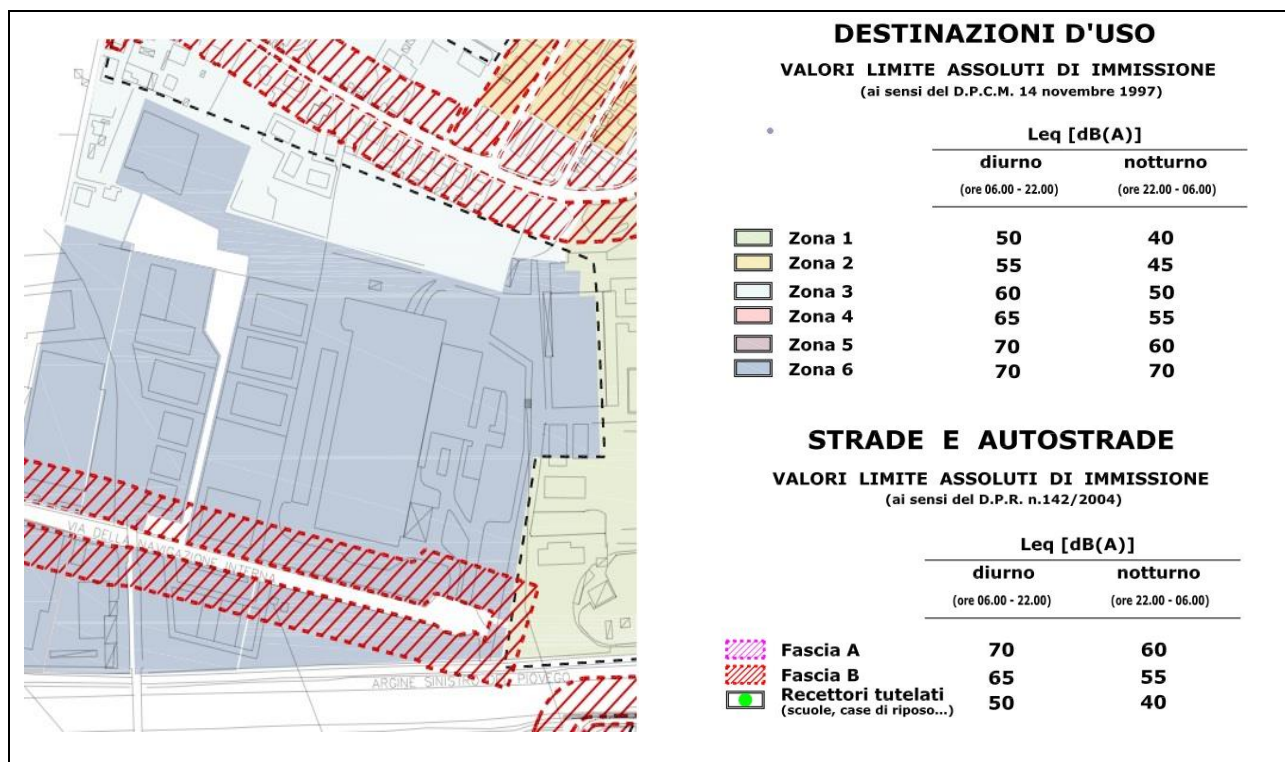 DESTINAZIONI D'USO
VALORI LIMITE ASSOLUTI DI IMMISSIONE
(ai sensi del D.P.C.M. 14 novembre 1997)
Leq [dB(A)]
diurno notturno
(ore 06.00 - 22.00) (ore 22.00 - 06.00)
Zona 1 50 40
Zona 2 55 45
Zona 3 60 50
Zona 4 65 55
Zona 5 70 60
Zona 6 70 70
STRADE E AUTOSTRADE
VALORI LIMITE ASSOLUTI DI IMMISSIONE
(ai sensi del D.P.R. n.142/2004)
Leq [dB(A)]
diurno notturno
(ore 06.00 - 22.00) (ore 22.00 - 06.00)
Fascia A 70 60
Fascia B 65 55
Recettori tutelati 50 40
(scuole, case di riposo...)
VIA DELLA NAVIGAZIONE INTERNA
ARGINE SINISTRO DEL PIOVEGO